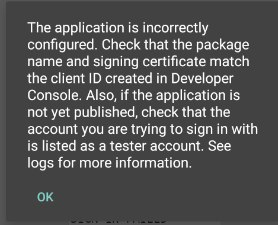 The application is incorrectly
configured. Check that the package
name and signing certificate match
the client ID created in Developer
Console. Also, if the application is
not yet published, check that the
account you are trying to sign in with
is listed as a tester account. See
logs for more information.
OK